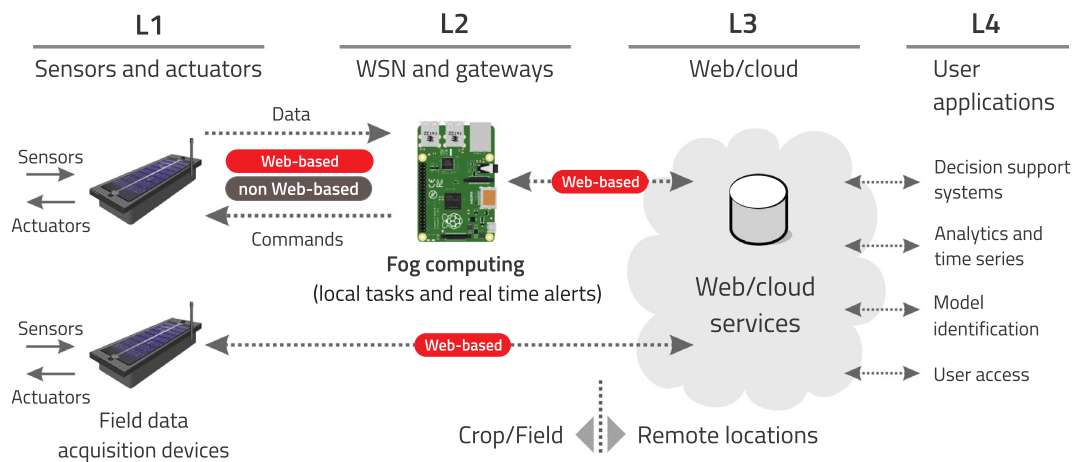 L1
L2
L3
L4
Sensors and actuators
WSN and gateways
Web/cloud
User
applications
Data
Sensors
Web-based
non Web-based
Actuators
Commands
Fog computing
(local tasks and real time alerts)
Web-based
Web/cloud
services
Decision support
systems
Analytics and
time series
Model
identification
User access
Sensors
Actuators
Web-based
Field data
acquisition devices
Crop/Field
Remote locations